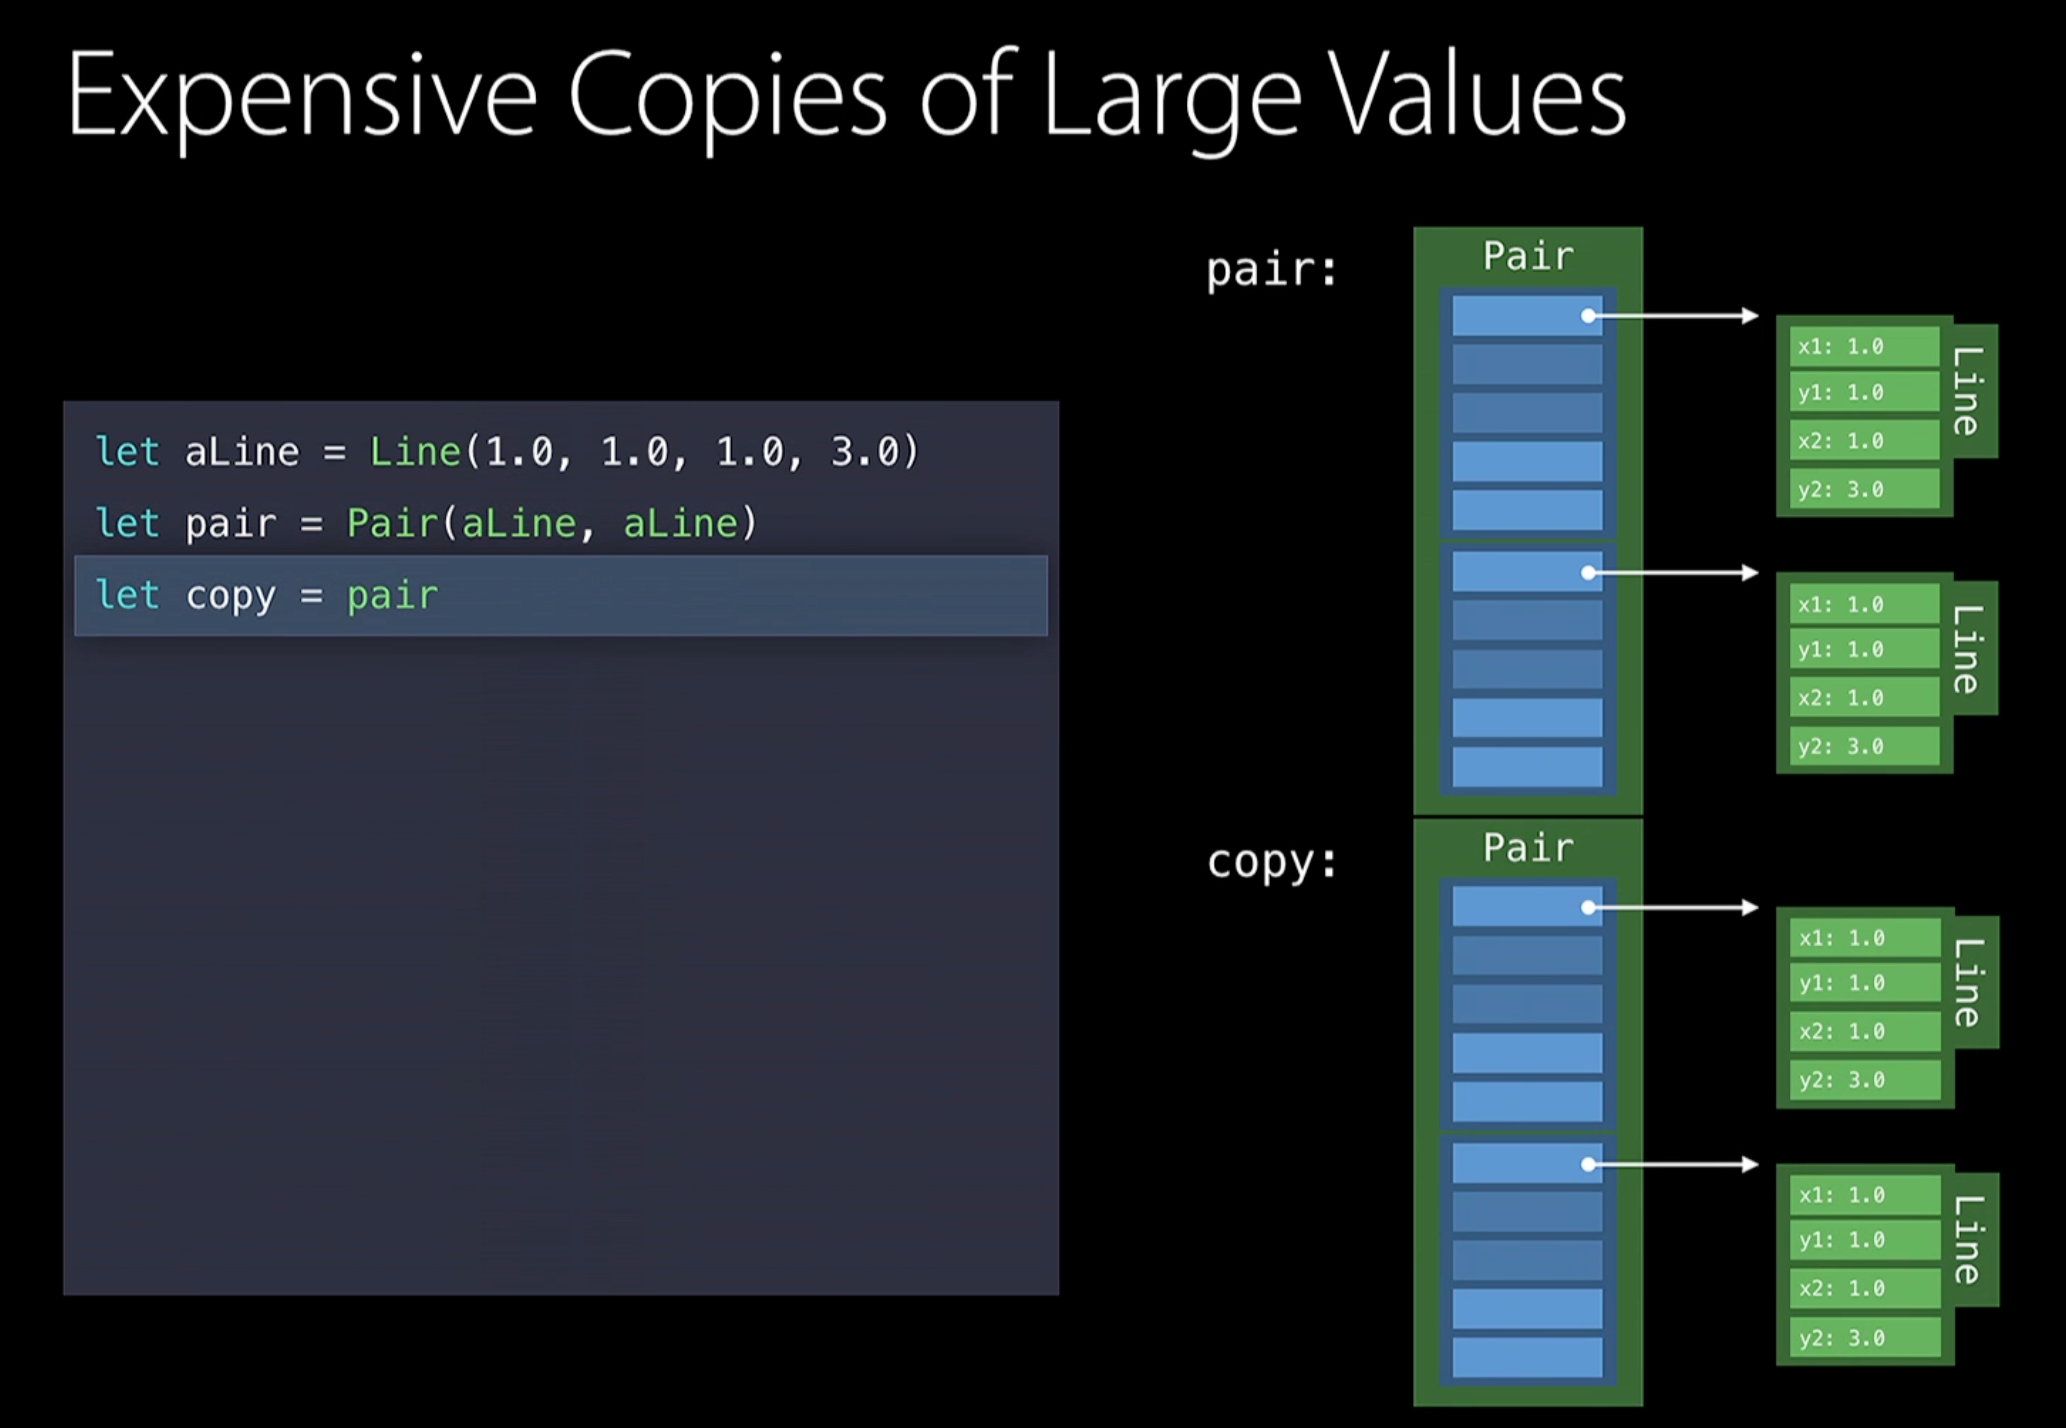 Expensive Copies of Large Values
let aLine = Line(1.0, 1.0, 1.0, 3.0)
let pair = Pair(aLine, aLine)
let copy = pair
pair:
Pair
x1: 1.0
y1: 1.0
x2: 1.0
y2: 3.0
Line
x1: 1.0
y1: 1.0
x2: 1.0
y2: 3.0
Line
copy:
Pair
x1: 1.0
y1: 1.0
x2: 1.0
y2: 3.0
Line
x1: 1.0
y1: 1.0
x2: 1.0
y2: 3.0
Line